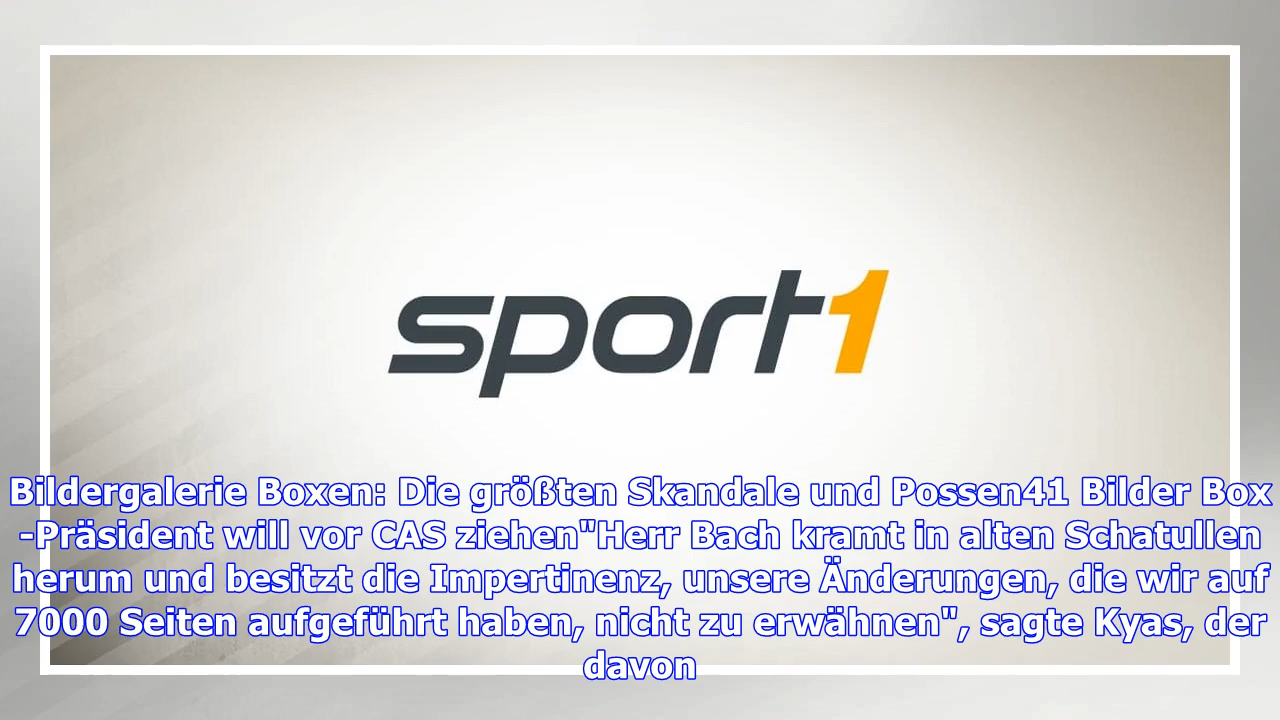 sport1
Bildergalerie Boxen: Die größten Skandale und Possen41 Bilder Box
-Präsident will vor CAS ziehen"Herr Bach kramt in alten Schatullen
herum und besitzt die Impertinenz, unsere Änderungen, die wir auf
7000 Seiten aufgeführt haben, nicht zu erwähnen", sagte Kyas, der
davon